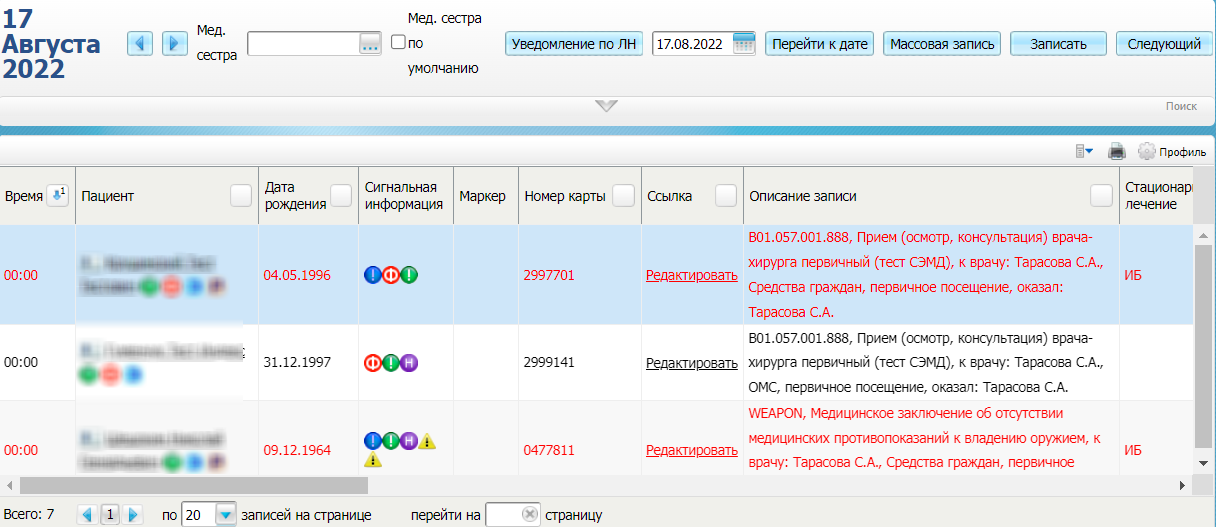 17
Августа
2022
Мед.
сестра
...
Мед. сестра
по
умолчанию
Уведомление по ЛН
17.08.2022
Перейти к дате
Массовая запись
Записать
Следующий
Поиск
Профиль
Время
1
Пациент
Дата
рождения
Сигнальная
информация
Маркер
Номер карты
Ссылка
Описание записи
Стационарн
лечение
00:00
04.05.1996
! Ф !
2997701
Редактировать
B01.057.001.888, Прием (осмотр, консультация) врача-
хирурга первичный (тест СЭМД), к врачу: Тарасова С.А.,
Средства граждан, первичное посещение, оказал:
Тарасова С.А.
ИБ
00:00
31.12.1997
Ф ! Н
2999141
Редактировать
B01.057.001.888, Прием (осмотр, консультация) врача-
хирурга первичный (тест СЭМД), к врачу: Тарасова С.А.,
ОМС, первичное посещение, оказал: Тарасова С.А.
00:00
09.12.1964
! ! Н !
!
0477811
Редактировать
WEAPON, Медицинское заключение об отсутствии
медицинских противопоказаний к владению оружием, к
врачу: Тарасова С.А., Средства граждан, первичное
ИБ
Всего: 7
1
по 20 записей на странице
перейти на страницу